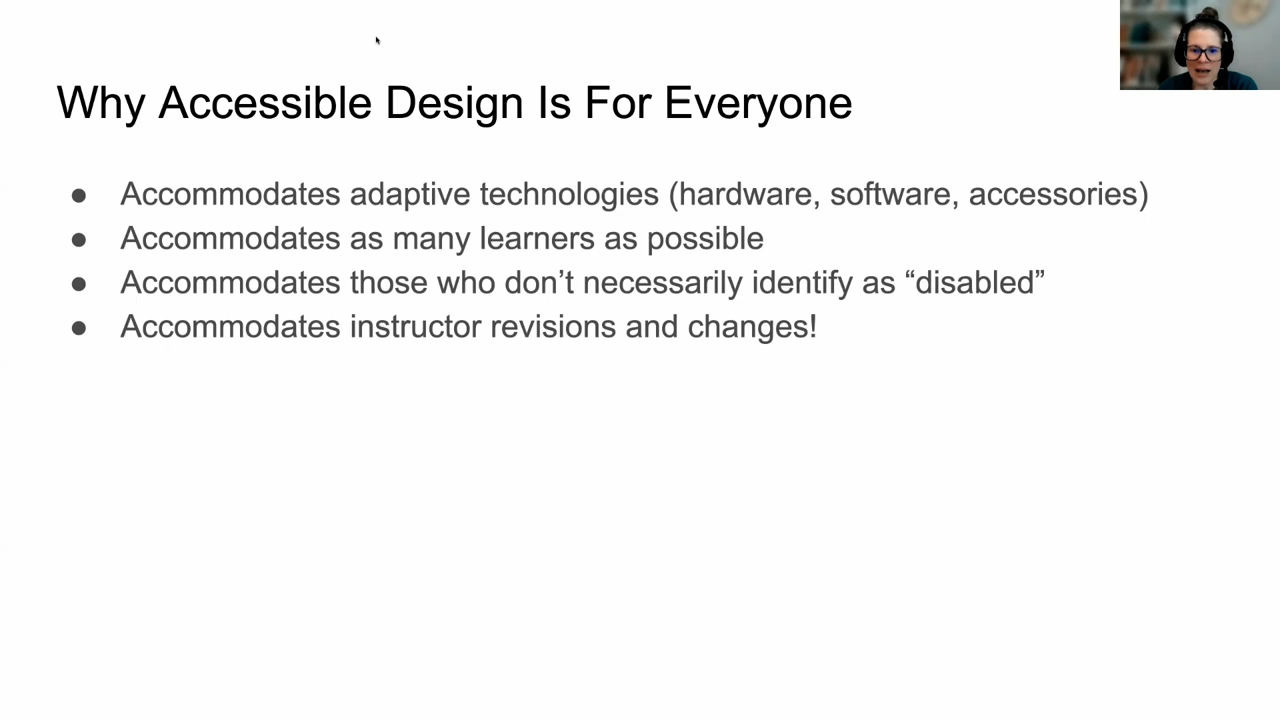 Why Accessible Design Is For Everyone
● Accommodates adaptive technologies (hardware, software, accessories)
● Accommodates as many learners as possible
● Accommodates those who don’t necessarily identify as “disabled”
● Accommodates instructor revisions and changes!